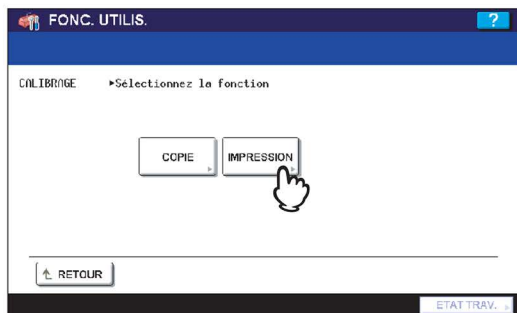 FONC. UTILIS. ?
CALIBRAGE ▸Sélectionnez la fonction
COPIE IMPRESSION
RETOUR
ETAT TRAV.